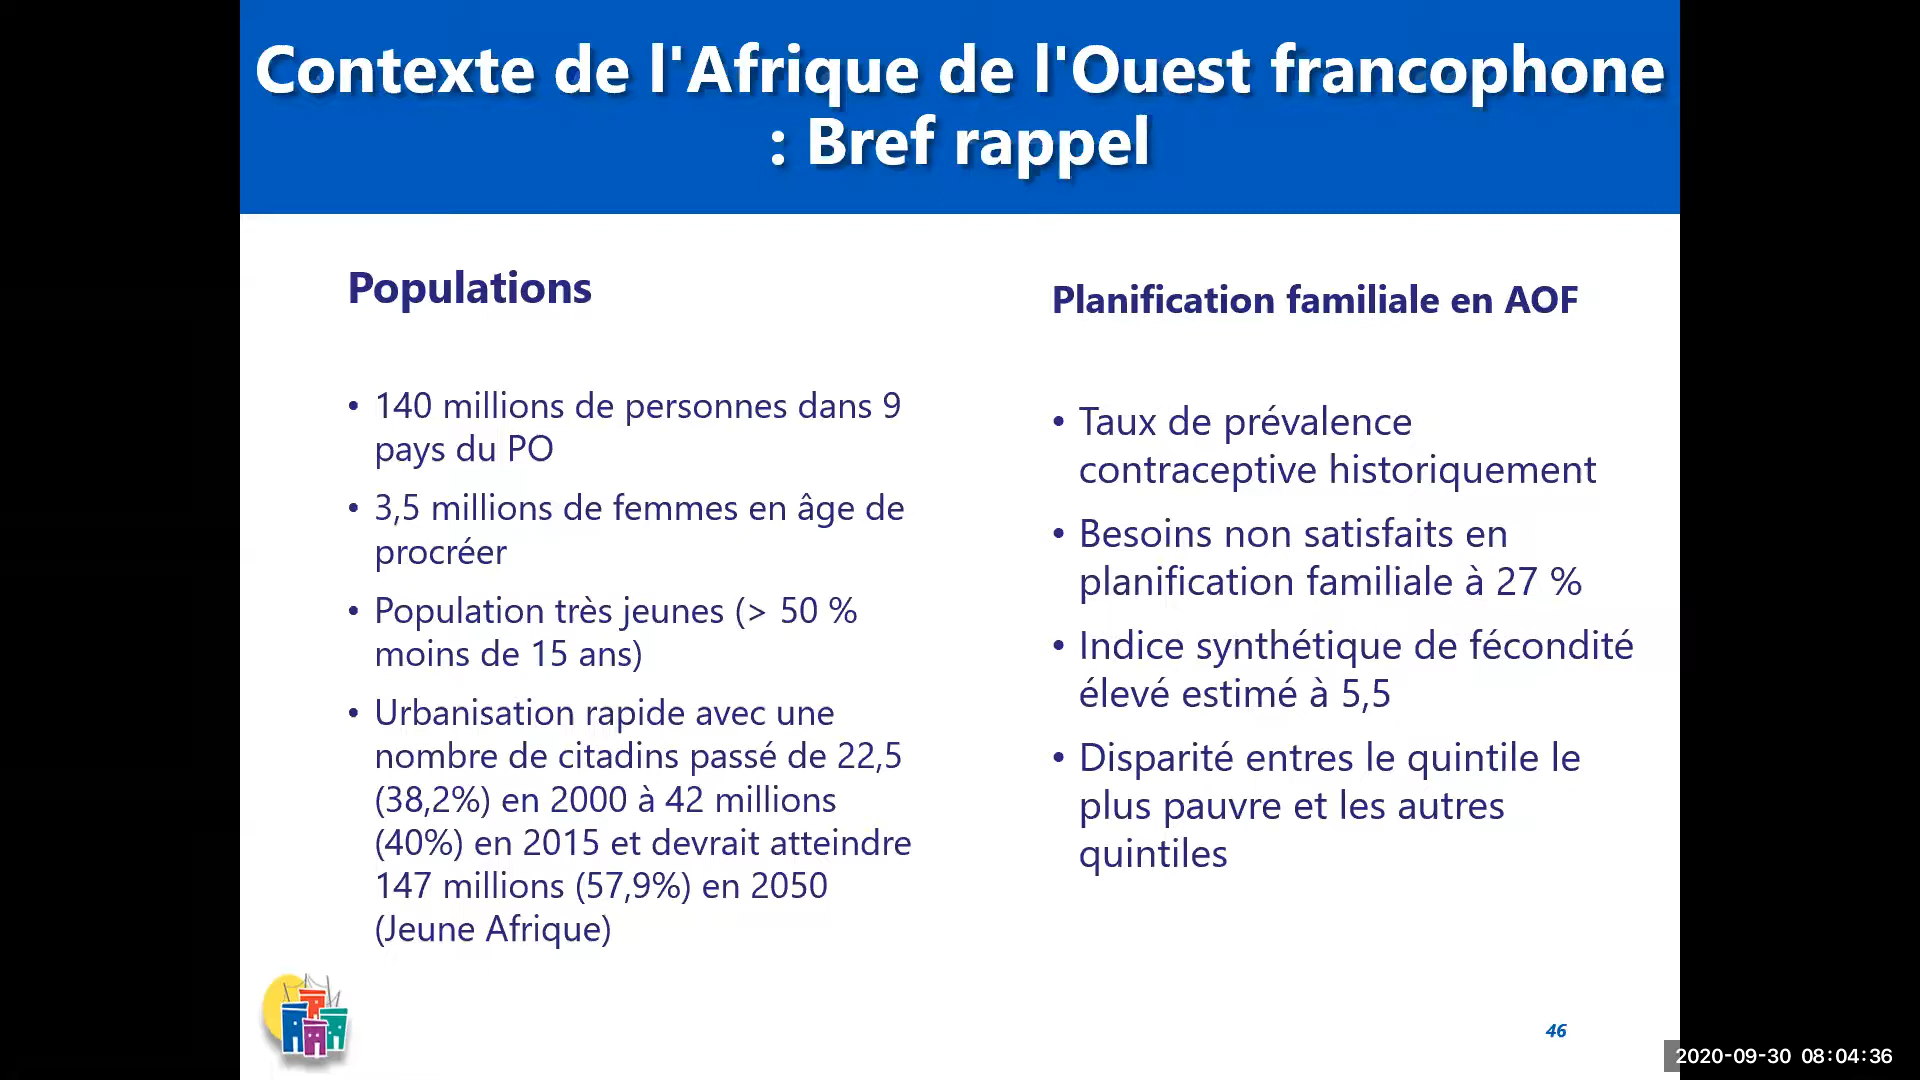 Contexte de l'Afrique de l'Ouest francophone
: Bref rappel
Populations
• 140 millions de personnes dans 9
pays du PO
• 3,5 millions de femmes en âge de
procréer
• Population très jeunes (> 50 %
moins de 15 ans)
• Urbanisation rapide avec une
nombre de citadins passé de 22,5
(38,2%) en 2000 à 42 millions
(40%) en 2015 et devrait atteindre
147 millions (57,9%) en 2050
(Jeune Afrique)
Planification familiale en AOF
• Taux de prévalence
contraceptive historiquement
• Besoins non satisfaits en
planification familiale à 27 %
• Indice synthétique de fécondité
élevé estimé à 5,5
• Disparité entres le quintile le
plus pauvre et les autres
quintiles
46
2020-09-30 08:04:36